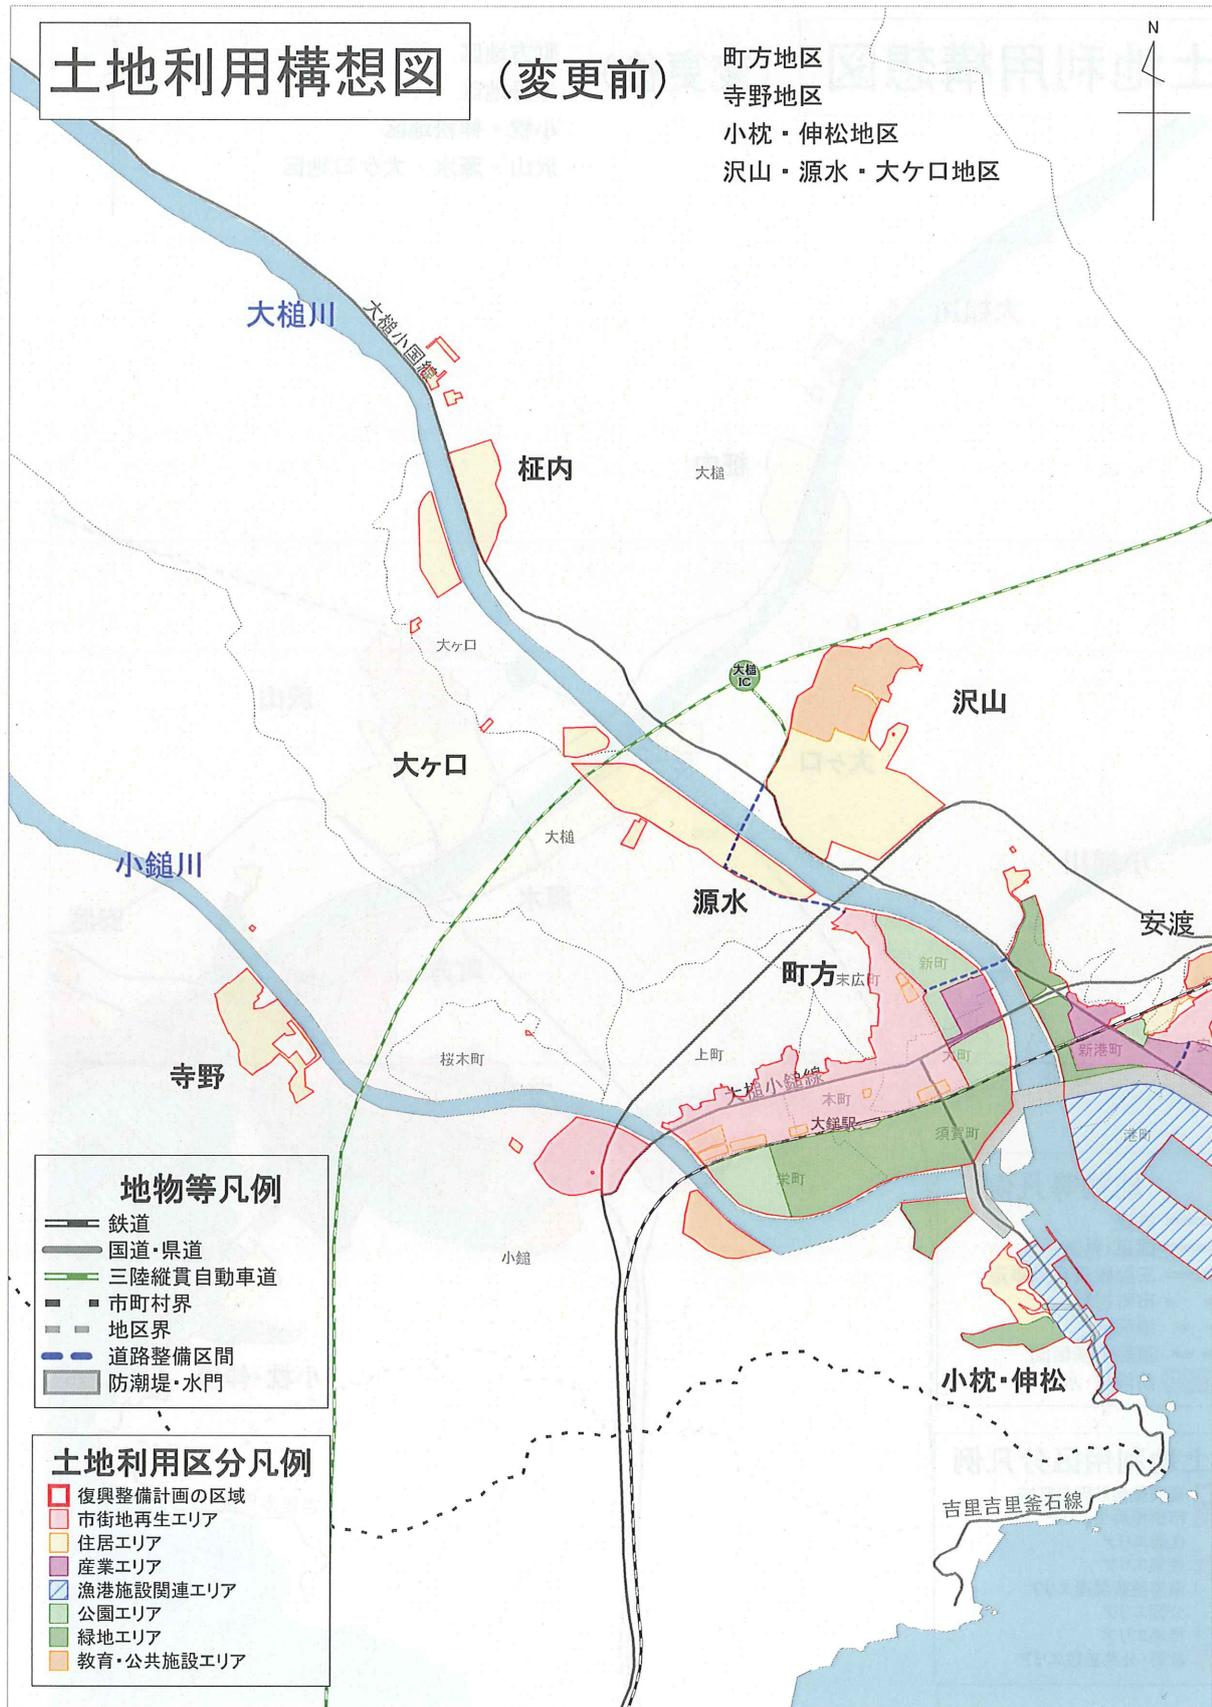 土地利用構想図
(変更前)
町方地区
寺野地区
小枕・伸松地区
沢山・源水・大ケ口地区
N
大槌川
大槌小国線
柾内
大槌
大ヶ口
大槌
IC
沢山
大ヶ口
大槌
小鎚川
源水
安渡
町方
末広町
新町
寺野
桜木町
上町
大槌小鎚線
大町
新港町
安
本町
大鎚駅
須賀町
港町
栄町
小鎚
小枕・伸松
吉里吉里釜石線
地物等凡例
鉄道
国道・県道
三陸縦貫自動車道
市町村界
地区界
道路整備区間
防潮堤・水門
土地利用区分凡例
復興整備計画の区域
市街地再生エリア
住居エリア
産業エリア
漁港施設関連エリア
公園エリア
緑地エリア
教育・公共施設エリア